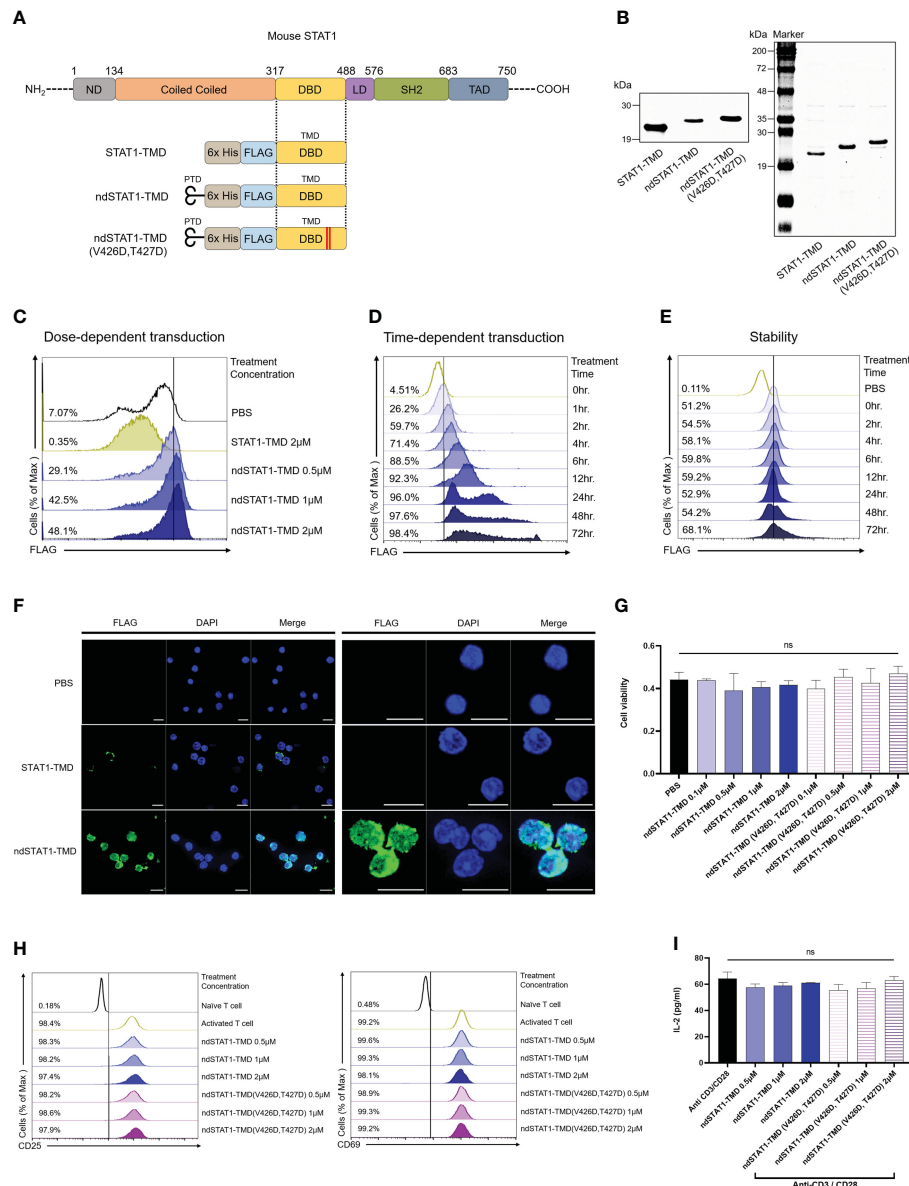 A
Mouse STAT1
1 134 317 488 576 683 750
NH2 ND Coiled Coiled DBD LD SH2 TAD COOH
TMD
STAT1-TMD 6x His FLAG DBD
PTD TMD
ndSTAT1-TMD 6x His FLAG DBD
PTD TMD
ndSTAT1-TMD
(V426D,T427D) 6x His FLAG DBD
B
kDa
30
19
STAT1-TMD
ndSTAT1-TMD
ndSTAT1-TMD
(V426D,T427D)
kDa Marker
200
72
48
35
30
19
STAT1-TMD
ndSTAT1-TMD
ndSTAT1-TMD
(V426D,T427D)
C
Dose-dependent transduction
Treatment
Concentration
7.07% PBS
0.35% STAT1-TMD 2µM
29.1% ndSTAT1-TMD 0.5µM
42.5% ndSTAT1-TMD 1µM
48.1% ndSTAT1-TMD 2µM
Cells (% of Max )
FLAG
D
Time-dependent transduction
Treatment
Time
4.51% 0hr.
26.2% 1hr.
59.7% 2hr.
71.4% 4hr.
88.5% 6hr.
92.3% 12hr.
96.0% 24hr.
97.6% 48hr.
98.4% 72hr.
Cells (% of Max )
FLAG
E
Stability
Treatment
Time
0.11% PBS
51.2% 0hr.
54.5% 2hr.
58.1% 4hr.
59.8% 6hr.
59.2% 12hr.
52.9% 24hr.
54.2% 48hr.
68.1% 72hr.
Cells (% of Max )
FLAG
F
FLAG DAPI Merge FLAG DAPI Merge
PBS
STAT1-TMD
ndSTAT1-TMD
G
ns
Cell viability
0.6
0.4
0.2
0.0
PBS
ndSTAT1-TMD 0.1µM
ndSTAT1-TMD 0.5µM
ndSTAT1-TMD 1µM
ndSTAT1-TMD 2µM
ndSTAT1-TMD (V426D, T427D) 0.1µM
ndSTAT1-TMD (V426D, T427D) 0.5µM
ndSTAT1-TMD (V426D, T427D) 1µM
ndSTAT1-TMD (V426D, T427D) 2µM
H
Treatment
Concentration
0.18% Naïve T cell
98.4% Activated T cell
98.3% ndSTAT1-TMD 0.5µM
98.2% ndSTAT1-TMD 1µM
97.4% ndSTAT1-TMD 2µM
98.2% ndSTAT1-TMD(V426D,T427D) 0.5µM
98.6% ndSTAT1-TMD(V426D,T427D) 1µM
97.9% ndSTAT1-TMD(V426D,T427D) 2µM
Cells (% of Max )
CD25
Treatment
Concentration
0.48% Naïve T cell
99.2% Activated T cell
99.6% ndSTAT1-TMD 0.5µM
99.3% ndSTAT1-TMD 1µM
98.1% ndSTAT1-TMD 2µM
98.9% ndSTAT1-TMD(V426D,T427D) 0.5µM
99.3% ndSTAT1-TMD(V426D,T427D) 1µM
99.2% ndSTAT1-TMD(V426D,T427D) 2µM
Cells (% of Max )
CD69
I
ns
IL-2 (pg/ml)
80
60
40
20
0
Anti CD3/CD28
ndSTAT1-TMD 0.5µM
ndSTAT1-TMD 1µM
ndSTAT1-TMD 2µM
ndSTAT1-TMD (V426D, T427D) 0.5µM
ndSTAT1-TMD (V426D, T427D) 1µM
ndSTAT1-TMD (V426D, T427D) 2µM
Anti-CD3 / CD28